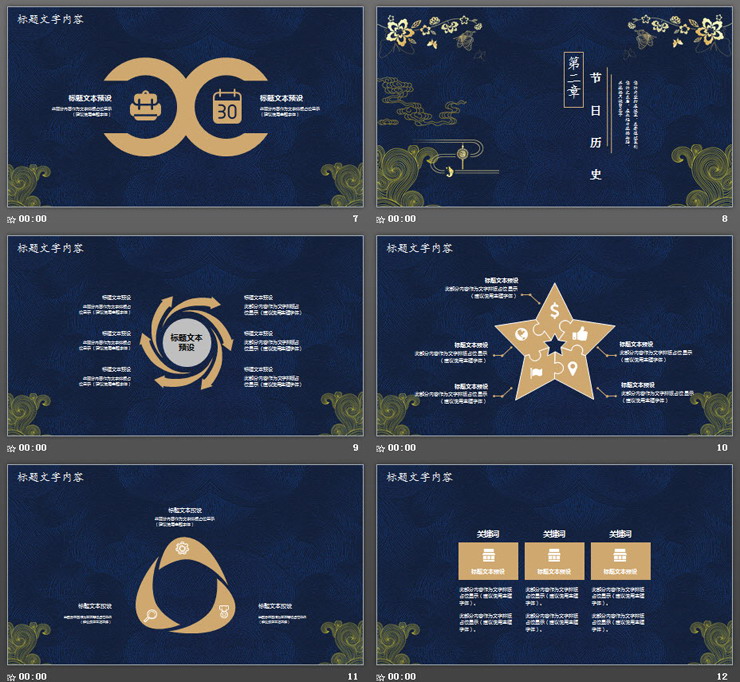 标题文字内容
标题文本预设
此部分内容作为文字排版占位显示
（建议使用主题字体）
30
标题文本预设
此部分内容作为文字排版占位显示
（建议使用主题字体）
00:00
7
第二章
节日历史
00:00
8
标题文字内容
标题文本预设
此部分内容作为文字排版占
位显示（建议使用主题字体）
标题文本预设
此部分内容作为文字排版占
位显示（建议使用主题字体）
标题文本预设
此部分内容作为文字排版占
位显示（建议使用主题字体）
标题文本
预设
标题文本预设
此部分内容作为文字排版占
位显示（建议使用主题字体）
标题文本预设
此部分内容作为文字排版占
位显示（建议使用主题字体）
标题文本预设
此部分内容作为文字排版占
位显示（建议使用主题字体）
00:00
9
标题文字内容
标题文本预设
此部分内容作为文字排版占位显示
（建议使用主题字体）
$
标题文本预设
此部分内容作为文字排版占位显示
（建议使用主题字体）
标题文本预设
此部分内容作为文字排版占位显示
（建议使用主题字体）
标题文本预设
此部分内容作为文字排版占位显示
（建议使用主题字体）
标题文本预设
此部分内容作为文字排版占位显示
（建议使用主题字体）
00:00
10
标题文字内容
标题文本预设
此部分内容作为文字排版占位显示
（建议使用主题字体）
标题文本预设
标题文本预设
00:00
11
标题文字内容
关键词
关键词
关键词
标题文本预设
标题文本预设
标题文本预设
此部分内容作为文字排版
占位显示（建议使用主题
字体）。
此部分内容作为文字排版
占位显示（建议使用主题
字体）。
此部分内容作为文字排版
占位显示（建议使用主题
字体）。
此部分内容作为文字排版
占位显示（建议使用主题
字体）。
此部分内容作为文字排版
占位显示（建议使用主题
字体）。
此部分内容作为文字排版
占位显示（建议使用主题
字体）。
00:00
12